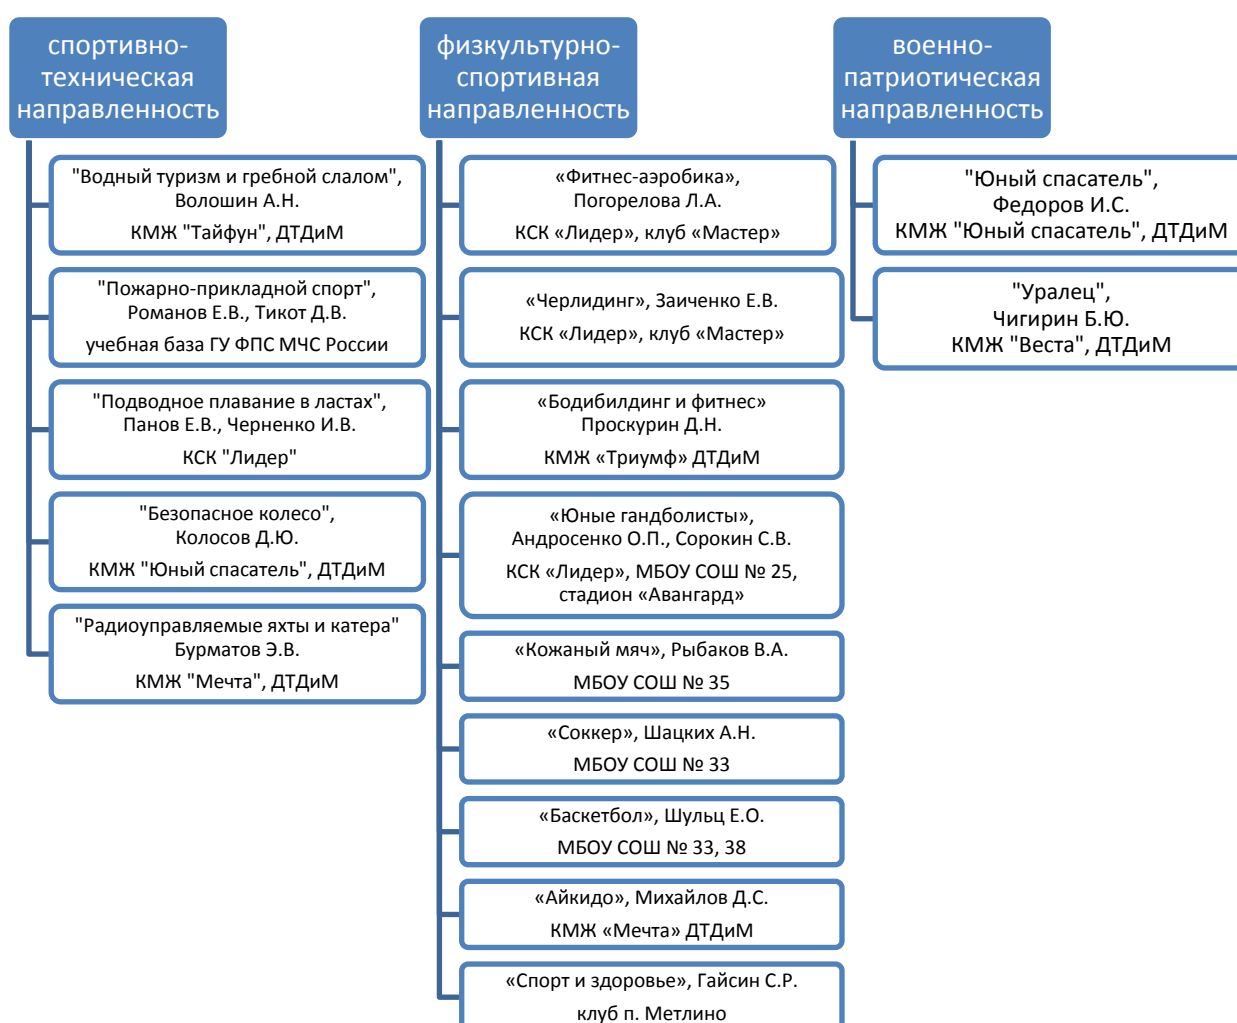 спортивно-
техническая
направленность
"Водный туризм и гребной слалом",
Волошин А.Н.
КМЖ "Тайфун", ДТДиМ
"Пожарно-прикладной спорт",
Романов Е.В., Тикот Д.В.
учебная база ГУ ФПС МЧС России
"Подводное плавание в ластах",
Панов Е.В., Черненко И.В.
КСК "Лидер"
"Безопасное колесо",
Колосов Д.Ю.
КМЖ "Юный спасатель", ДТДиМ
"Радиоуправляемые яхты и катера"
Бурматов Э.В.
КМЖ "Мечта", ДТДиМ
физкультурно-
спортивная
направленность
«Фитнес-аэробика»,
Погорелова Л.А.
КСК «Лидер», клуб «Мастер»
«Черлидинг», Заиченко Е.В.
КСК «Лидер», клуб «Мастер»
«Бодибилдинг и фитнес»
Проскурин Д.Н.
КМЖ «Триумф» ДТДиМ
«Юные гандболисты»,
Андросенко О.П., Сорокин С.В.
КСК «Лидер», МБОУ СОШ № 25,
стадион «Авангард»
«Кожаный мяч», Рыбаков В.А.
МБОУ СОШ № 35
«Соккер», Шацких А.Н.
МБОУ СОШ № 33
«Баскетбол», Шульц Е.О.
МБОУ СОШ № 33, 38
«Айкидо», Михайлов Д.С.
КМЖ «Мечта» ДТДиМ
«Спорт и здоровье», Гайсин С.Р.
клуб п. Метлино
военно-
патриотическая
направленность
"Юный спасатель",
Федоров И.С.
КМЖ "Юный спасатель", ДТДиМ
"Уралец",
Чигирин Б.Ю.
КМЖ "Веста", ДТДиМ